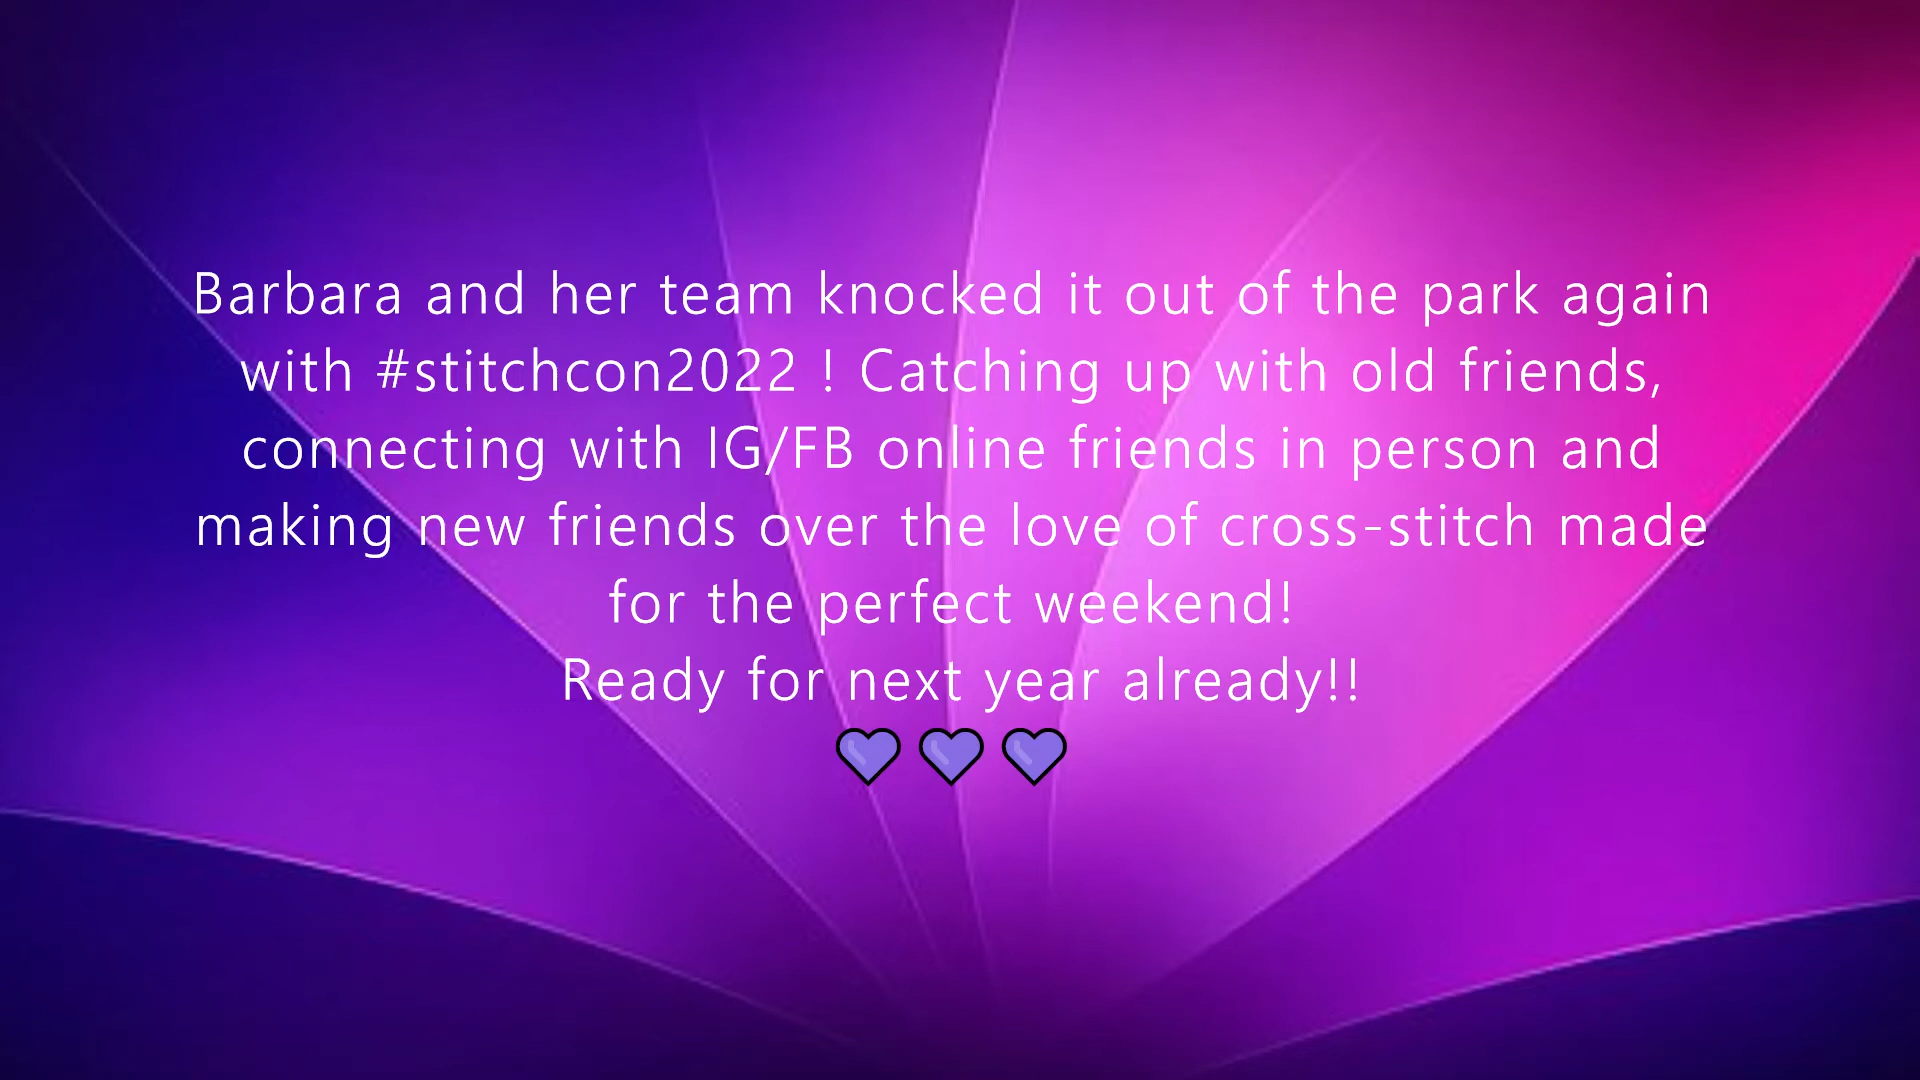 Barbara and her team knocked it out of the park again
with #stitchcon2022 ! Catching up with old friends,
connecting with IG/FB online friends in person and
making new friends over the love of cross-stitch made
for the perfect weekend!
Ready for next year already!!
💜💜💜